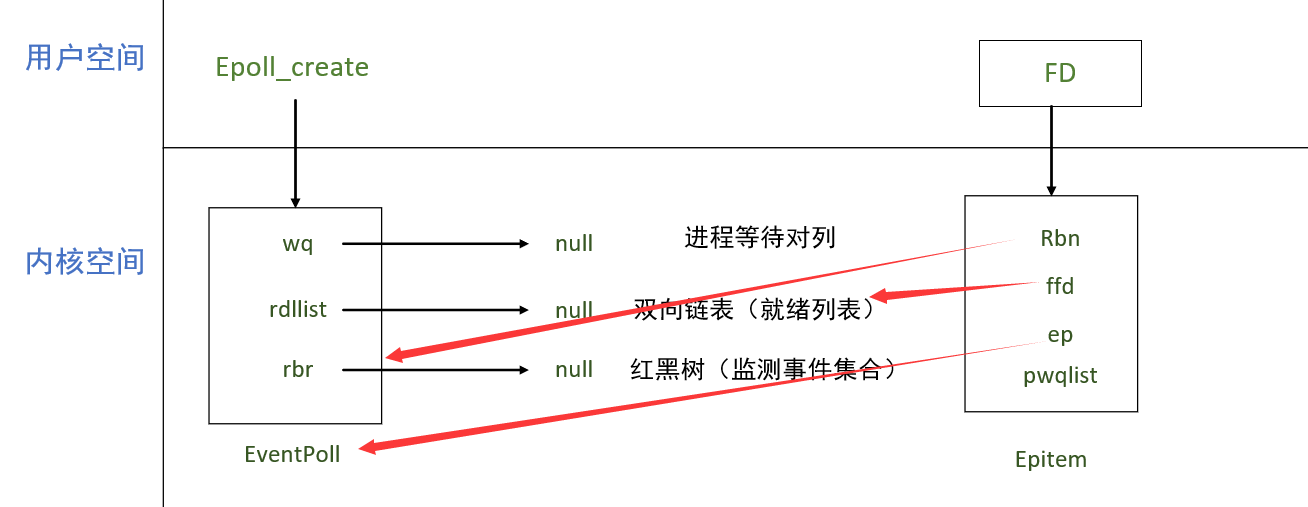 用户空间
Epoll_create
FD
内核空间
wq
null
进程等待对列
Rbn
rdllist
null
双向链表（就绪列表）
ffd
rbr
null
红黑树（监测事件集合）
ep
pwqlist
EventPoll
Epitem